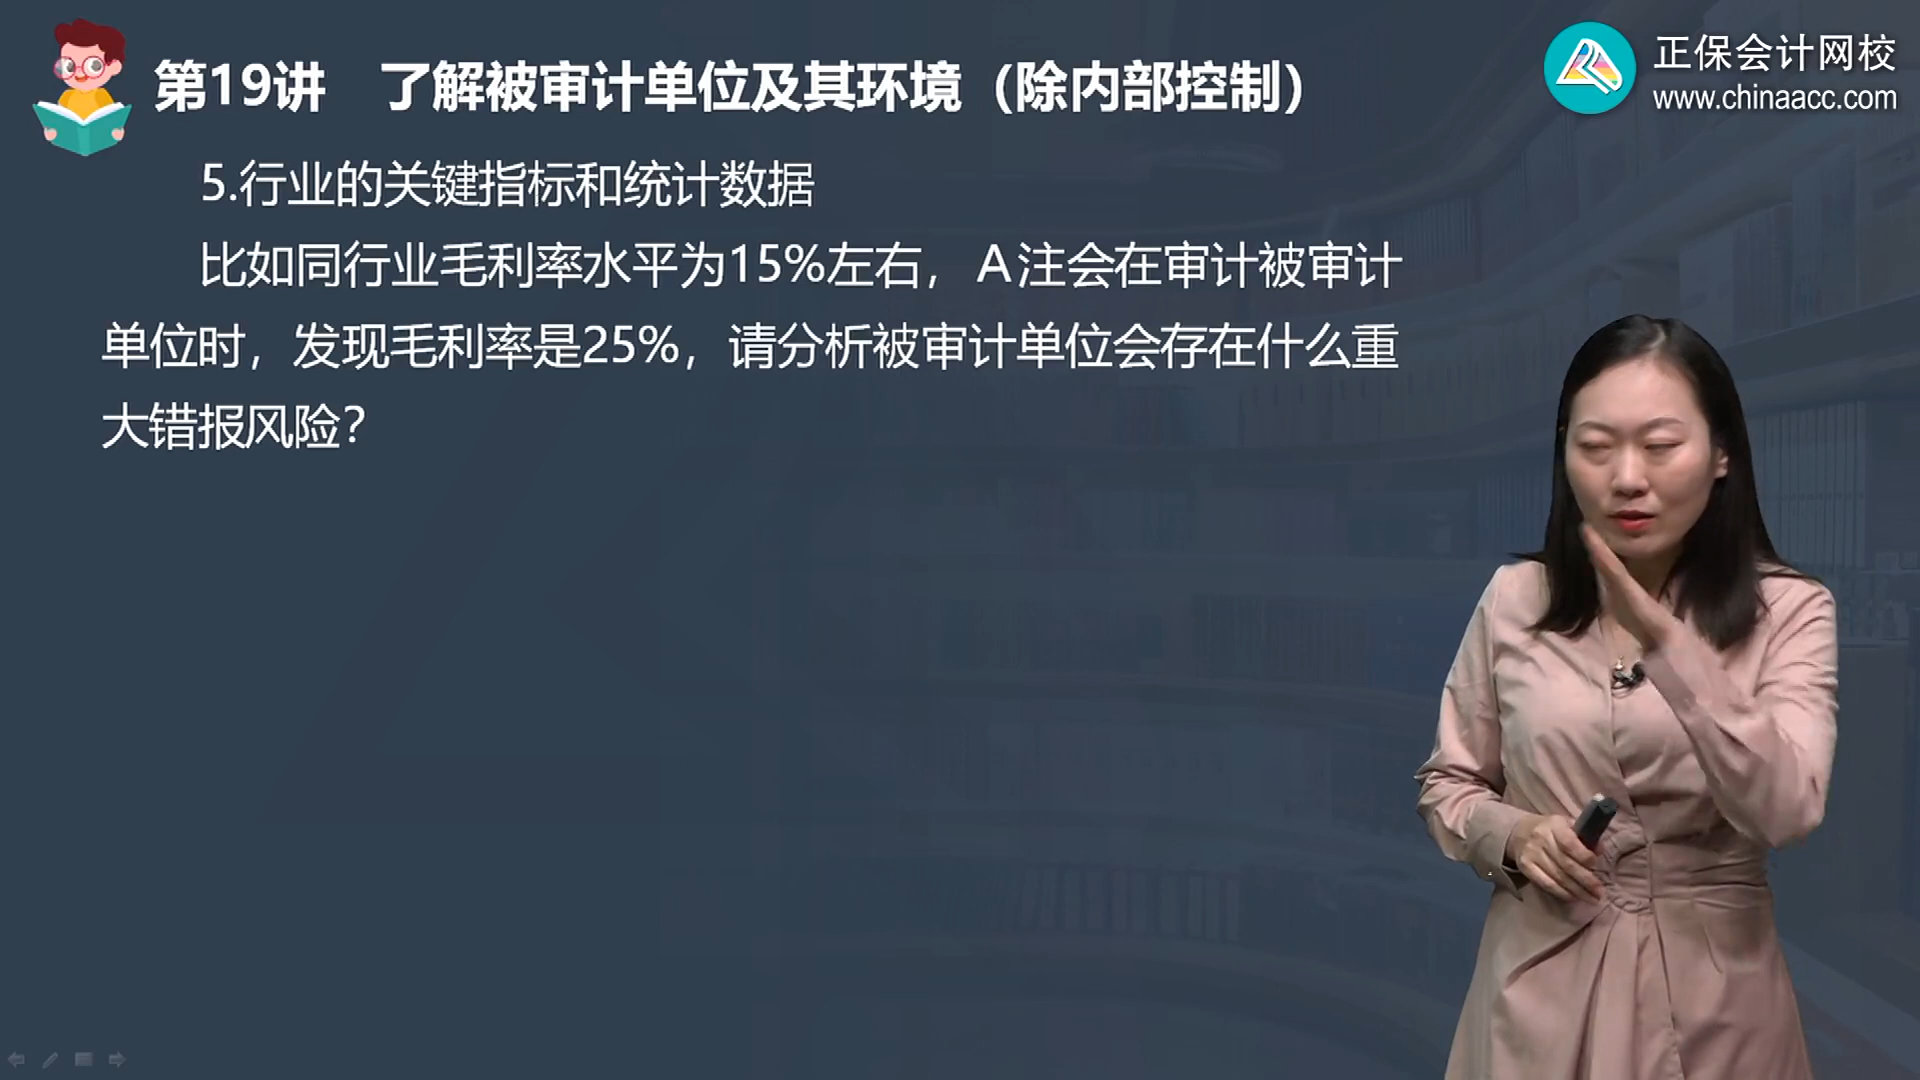 第19讲 了解被审计单位及其环境（除内部控制）
正保会计网校
www.chinaacc.com
5.行业的关键指标和统计数据
比如同行业毛利率水平为15%左右，A注会在审计被审计
单位时，发现毛利率是25%，请分析被审计单位会存在什么重
大错报风险？